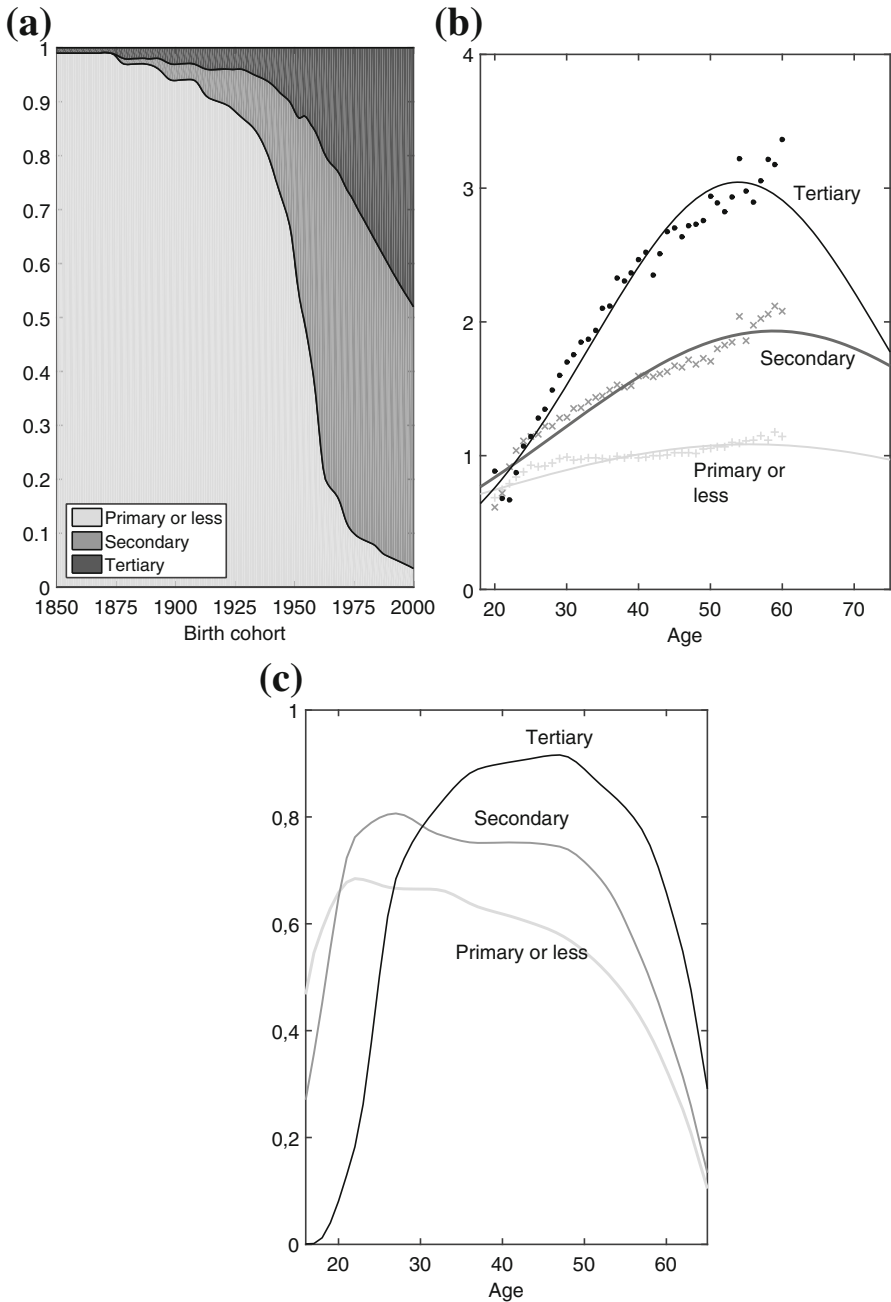 (a)
1
0.9
0.8
0.7
0.6
0.5
0.4
0.3
0.2
0.1
0
Primary or less
Secondary
Tertiary
1850 1875 1900 1925 1950 1975 2000
Birth cohort
(b)
4
3
2
1
0
Tertiary
Secondary
Primary or
less
20 30 40 50 60 70
Age
(c)
1
0,8
0,6
0,4
0,2
0
Tertiary
Secondary
Primary or less
20 30 40 50 60
Age